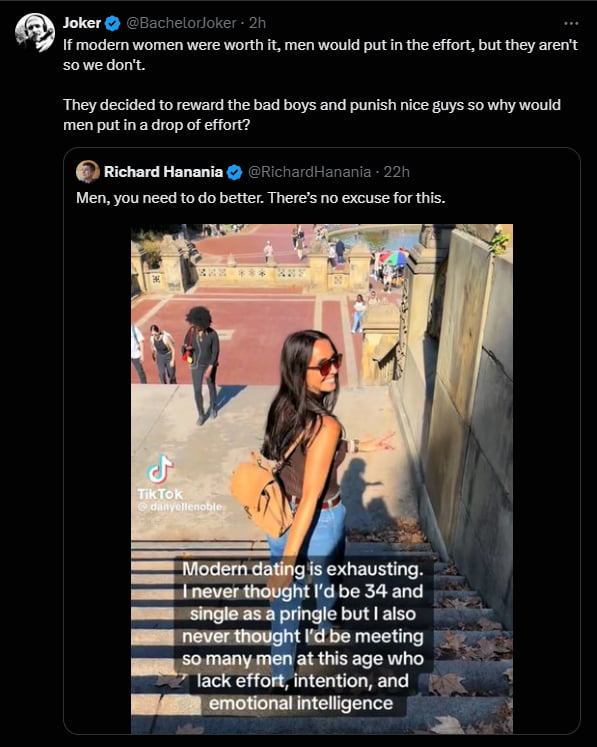 Joker @BachelorJoker · 2h
If modern women were worth it, men would put in the effort, but they aren't
so we don't.
They decided to reward the bad boys and punish nice guys so why would
men put in a drop of effort?
Richard Hanania @RichardHanania · 22h
Men, you need to do better. There's no excuse for this.
TikTok
@ danyellenoble
Modern dating is exhausting.
I never thought I'd be 34 and
single as a pringle but I also
never thought I'd be meeting
so many men at this age who
lack effort, intention, and
emotional intelligence